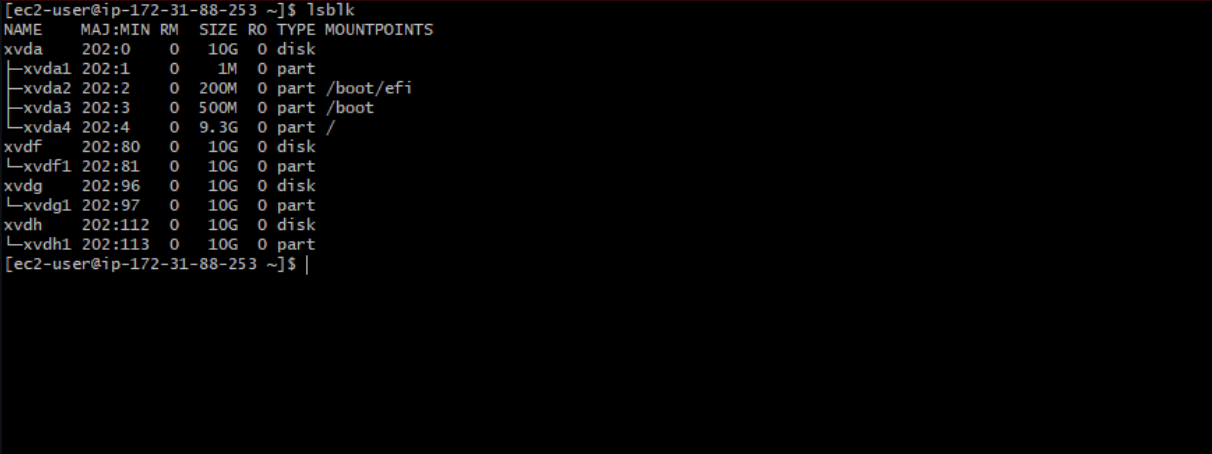 [ec2-user@ip-172-31-88-253 ~]$ lsblk
NAME    MAJ:MIN RM  SIZE RO TYPE MOUNTPOINTS
xvda    202:0    0   10G  0 disk
├─xvda1 202:1    0    1M  0 part
├─xvda2 202:2    0  200M  0 part /boot/efi
├─xvda3 202:3    0  500M  0 part /boot
└─xvda4 202:4    0  9.3G  0 part /
xvdf    202:80   0   10G  0 disk
└─xvdf1 202:81   0   10G  0 part
xvdg    202:96   0   10G  0 disk
└─xvdg1 202:97   0   10G  0 part
xvdh    202:112  0   10G  0 disk
└─xvdh1 202:113  0   10G  0 part
[ec2-user@ip-172-31-88-253 ~]$